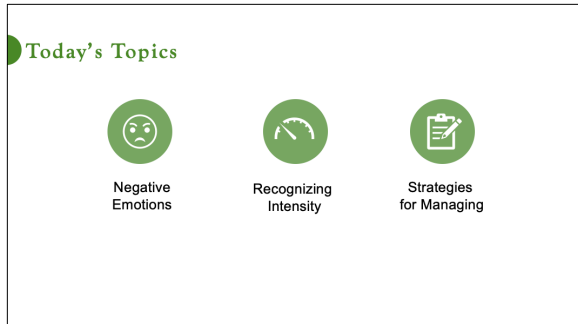 Today's Topics
Negative
Emotions
Recognizing
Intensity
Strategies
for Managing